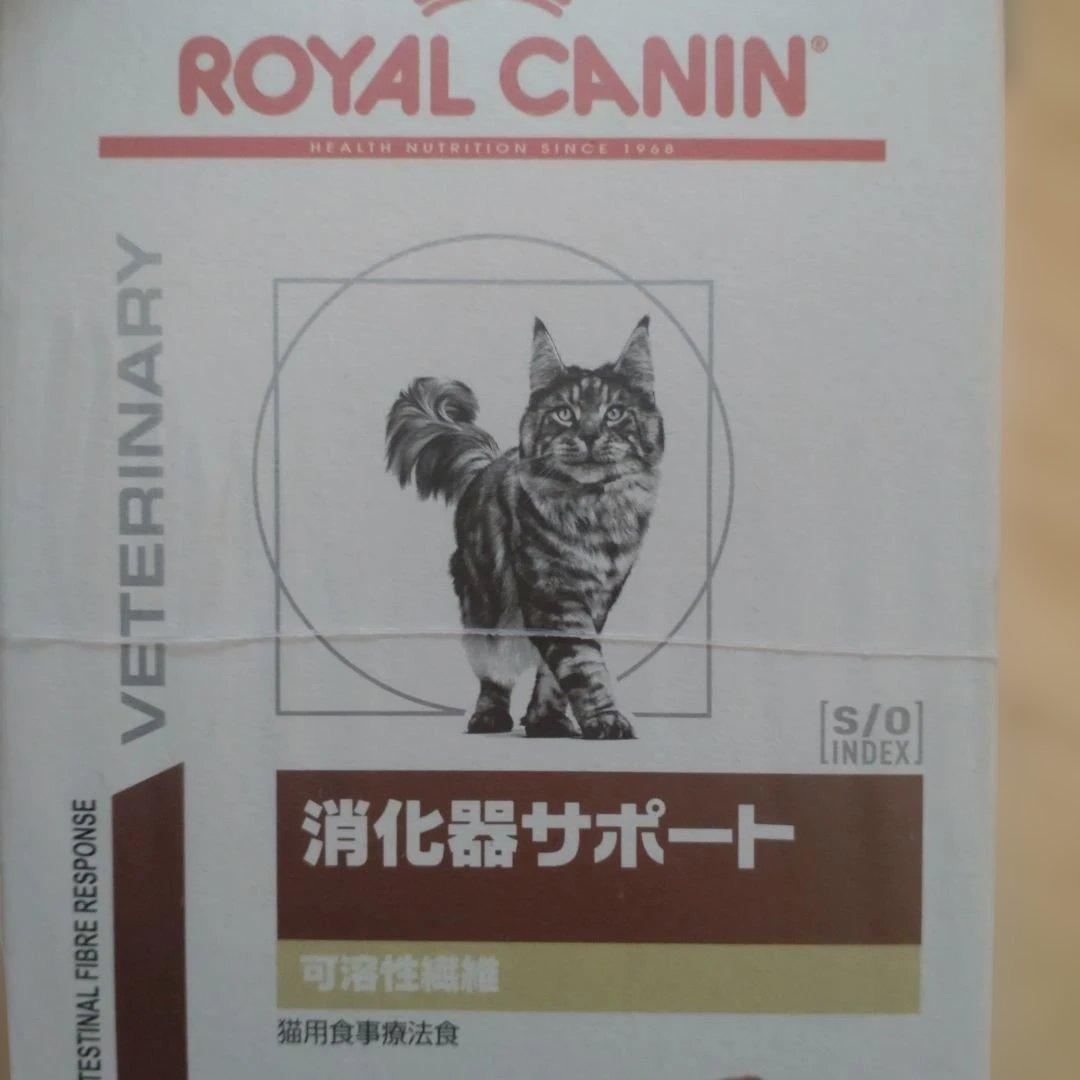 ROYAL CANIN®
HEALTH NUTRITION SINCE 1968
VETERINARY
S/O
INDEX
消化器サポート
可溶性繊維
猫用食事療法食
TESTINAL FIBRE RESPONSE